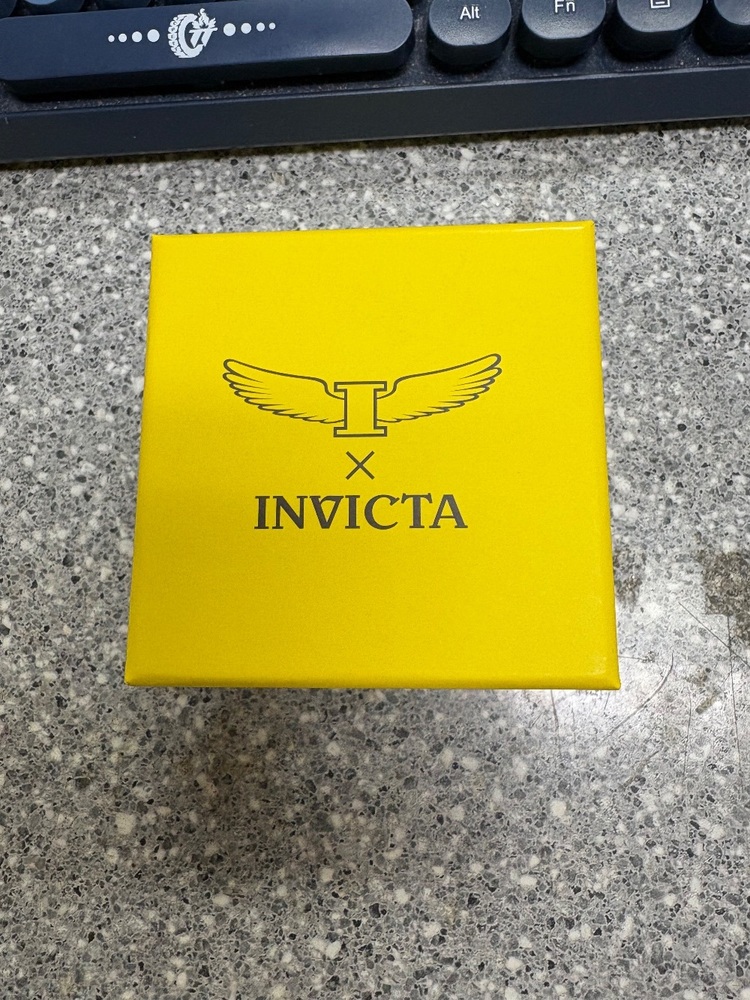 Alt Fn
I
×
INVICTA